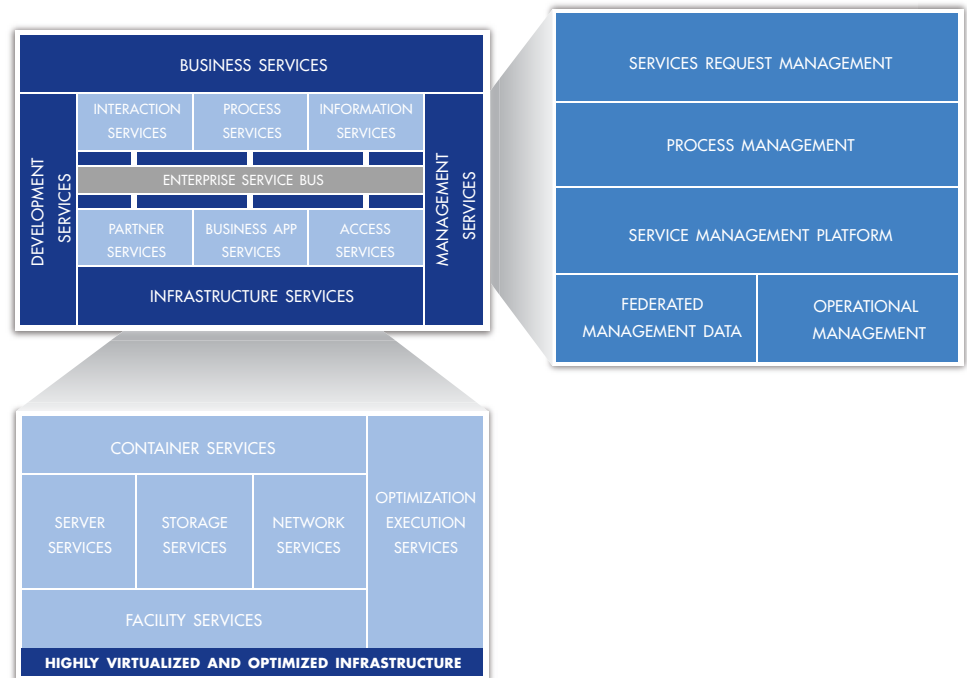 BUSINESS SERVICES
DEVELOPMENT
SERVICES
INTERACTION
SERVICES
PROCESS
SERVICES
INFORMATION
SERVICES
ENTERPRISE SERVICE BUS
PARTNER
SERVICES
BUSINESS APP
SERVICES
ACCESS
SERVICES
MANAGEMENT
SERVICES
INFRASTRUCTURE SERVICES
SERVICES REQUEST MANAGEMENT
PROCESS MANAGEMENT
SERVICE MANAGEMENT PLATFORM
FEDERATED
MANAGEMENT DATA
OPERATIONAL
MANAGEMENT
CONTAINER SERVICES
SERVER
SERVICES
STORAGE
SERVICES
NETWORK
SERVICES
OPTIMIZATION
EXECUTION
SERVICES
FACILITY SERVICES
HIGHLY VIRTUALIZED AND OPTIMIZED INFRASTRUCTURE